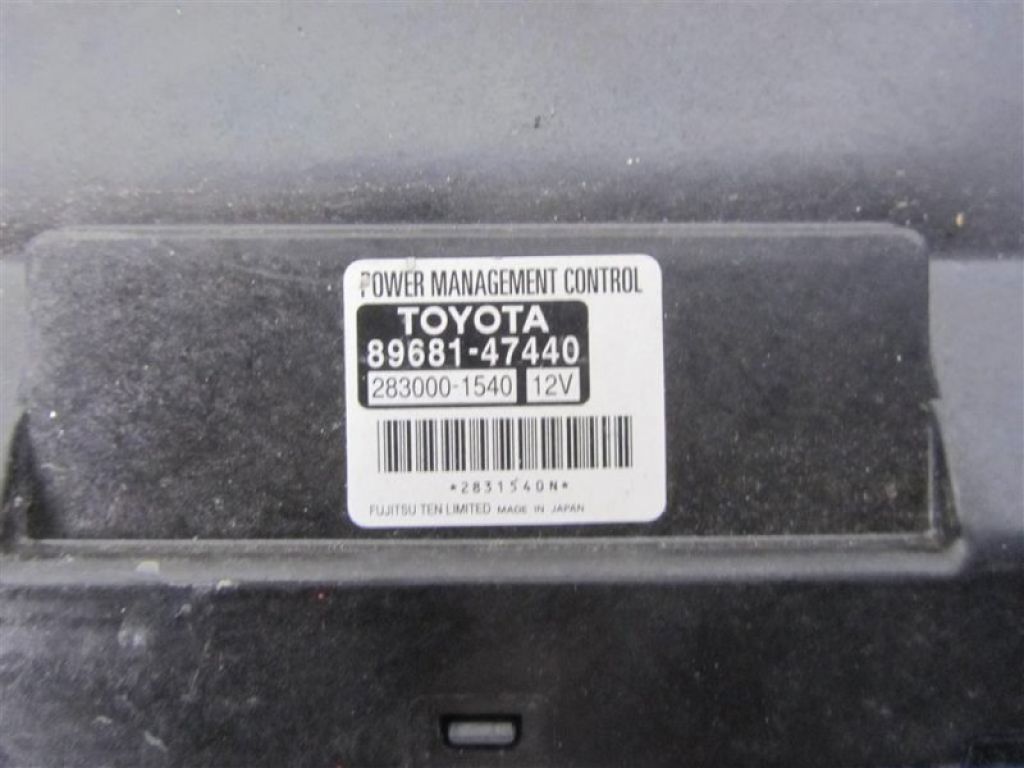 POWER MANAGEMENT CONTROL
TOYOTA
89681-47440
283000-1540 12V
*2831540N*
FUJITSU TEN LIMITED MADE IN JAPAN